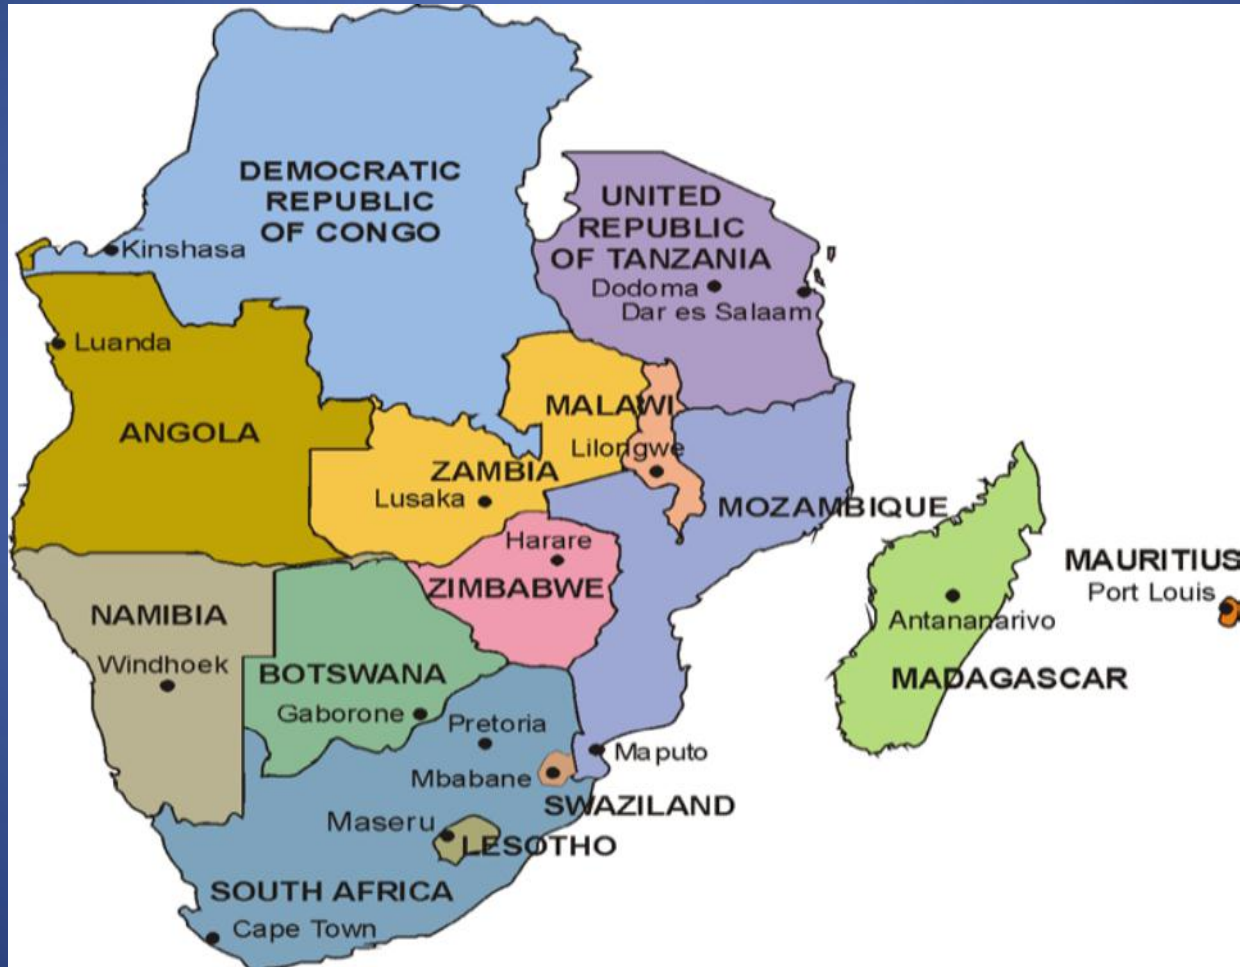 DEMOCRATIC
REPUBLIC
OF CONGO
Kinshasa
UNITED
REPUBLIC
OF TANZANIA
Dodoma
Dar es Salaam
Luanda
ANGOLA
MALAWI
Lilongwe
ZAMBIA
Lusaka
MOZAMBIQUE
Harare
ZIMBABWE
MAURITIUS
Port Louis
NAMIBIA
Windhoek
Antananarivo
MADAGASCAR
BOTSWANA
Gaborone
Pretoria
Maputo
Mbabane
SWAZILAND
Maseru
LESOTHO
SOUTH AFRICA
Cape Town